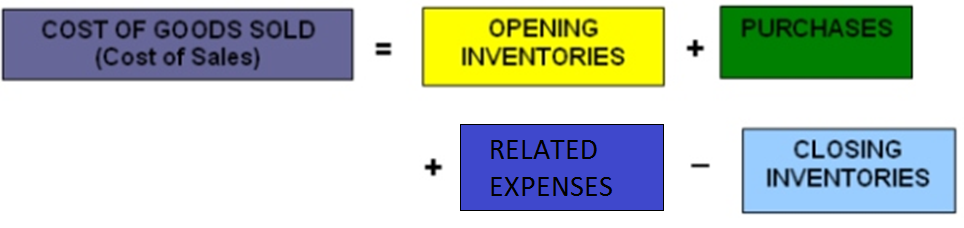 COST OF GOODS SOLD
(Cost of Sales)
=
OPENING
INVENTORIES
+
PURCHASES
+
RELATED
EXPENSES
–
CLOSING
INVENTORIES